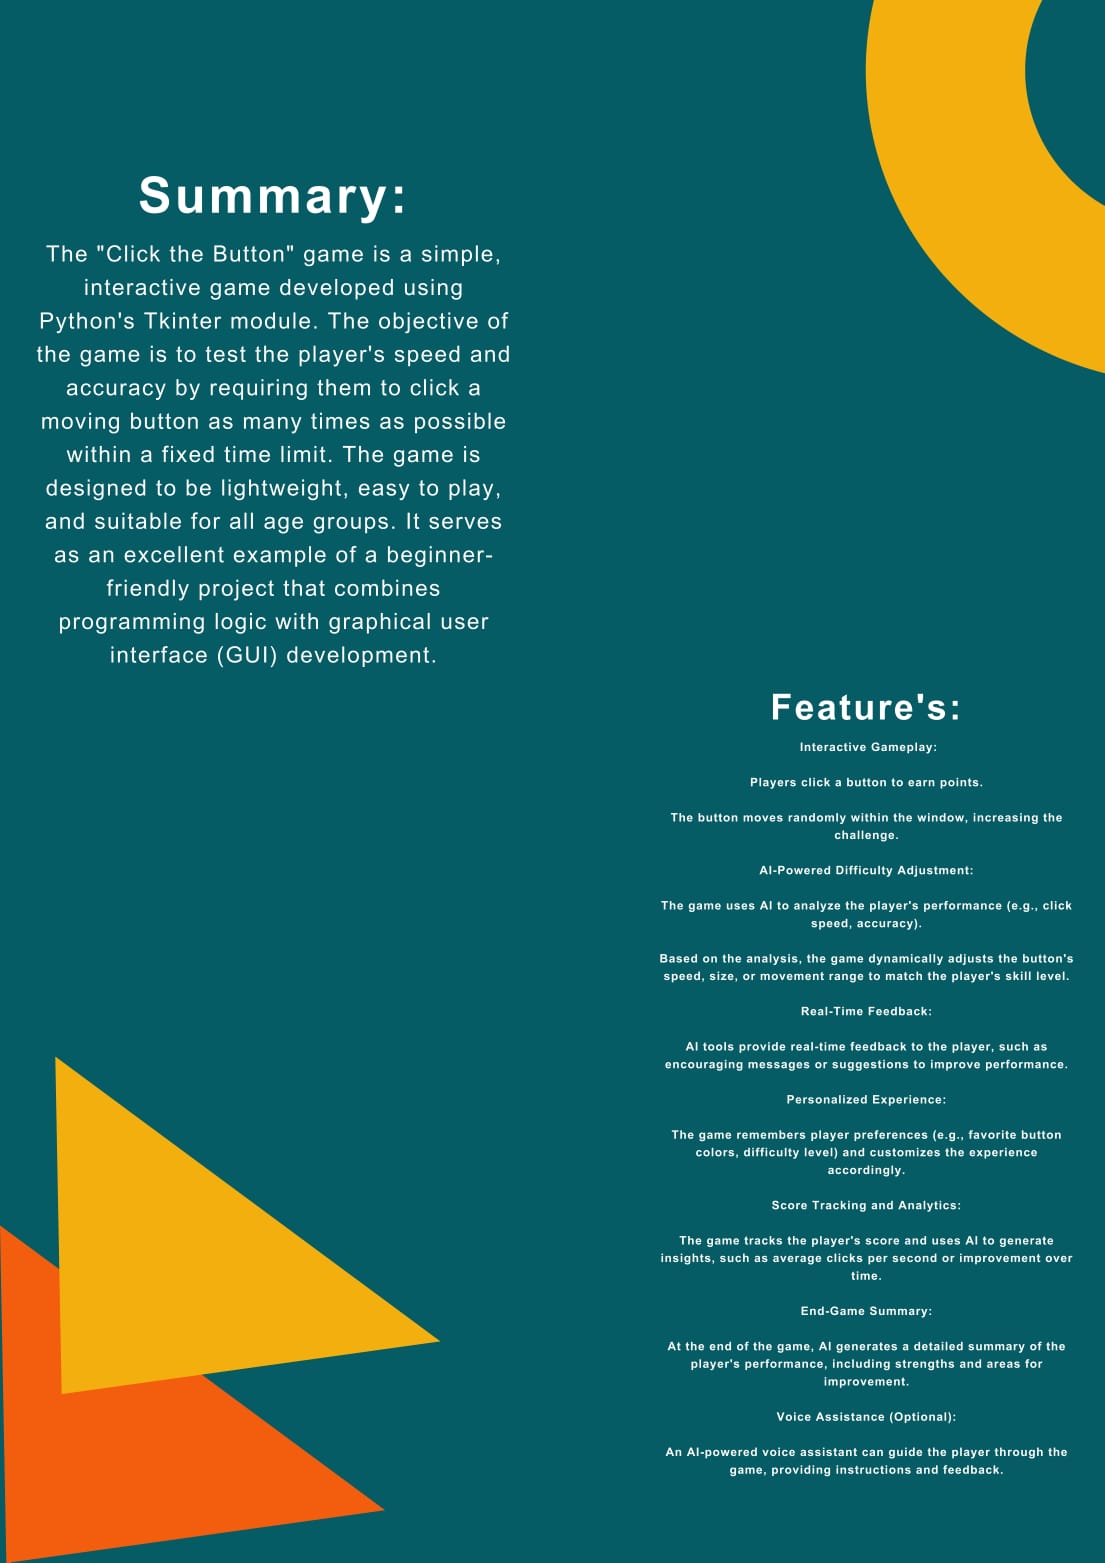 Summary:
The "Click the Button" game is a simple,
interactive game developed using
Python's Tkinter module. The objective of
the game is to test the player's speed and
accuracy by requiring them to click a
moving button as many times as possible
within a fixed time limit. The game is
designed to be lightweight, easy to play,
and suitable for all age groups. It serves
as an excellent example of a beginner-
friendly project that combines
programming logic with graphical user
interface (GUI) development.
Feature's:
Interactive Gameplay:
Players click a button to earn points.
The button moves randomly within the window, increasing the
challenge.
AI-Powered Difficulty Adjustment:
The game uses AI to analyze the player's performance (e.g., click
speed, accuracy).
Based on the analysis, the game dynamically adjusts the button's
speed, size, or movement range to match the player's skill level.
Real-Time Feedback:
AI tools provide real-time feedback to the player, such as
encouraging messages or suggestions to improve performance.
Personalized Experience:
The game remembers player preferences (e.g., favorite button
colors, difficulty level) and customizes the experience
accordingly.
Score Tracking and Analytics:
The game tracks the player's score and uses AI to generate
insights, such as average clicks per second or improvement over
time.
End-Game Summary:
At the end of the game, AI generates a detailed summary of the
player's performance, including strengths and areas for
improvement.
Voice Assistance (Optional):
An AI-powered voice assistant can guide the player through the
game, providing instructions and feedback.